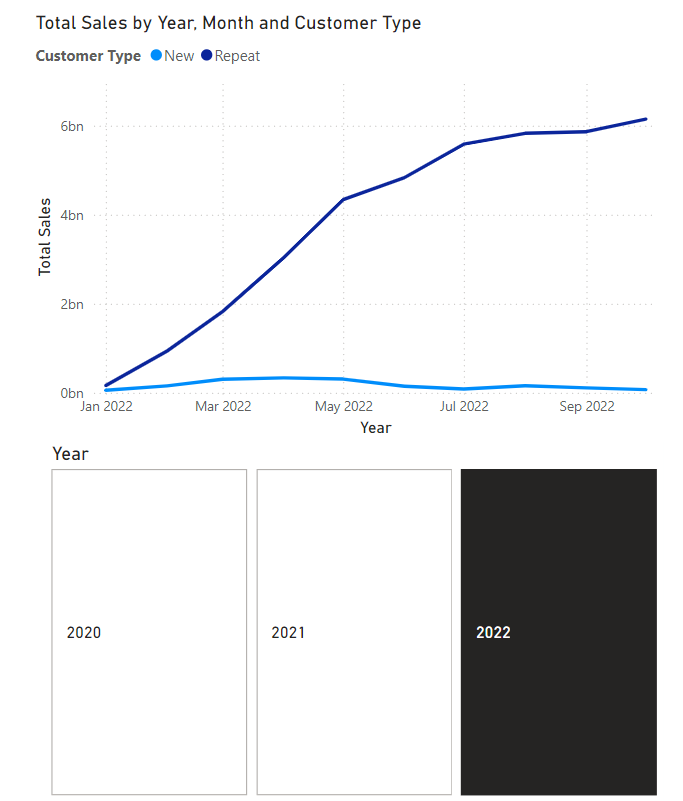 Total Sales by Year, Month and Customer Type
Customer Type New Repeat
6bn
4bn
2bn
0bn
Total Sales
Jan 2022 Mar 2022 May 2022 Jul 2022 Sep 2022
Year
Year
2020 2021 2022